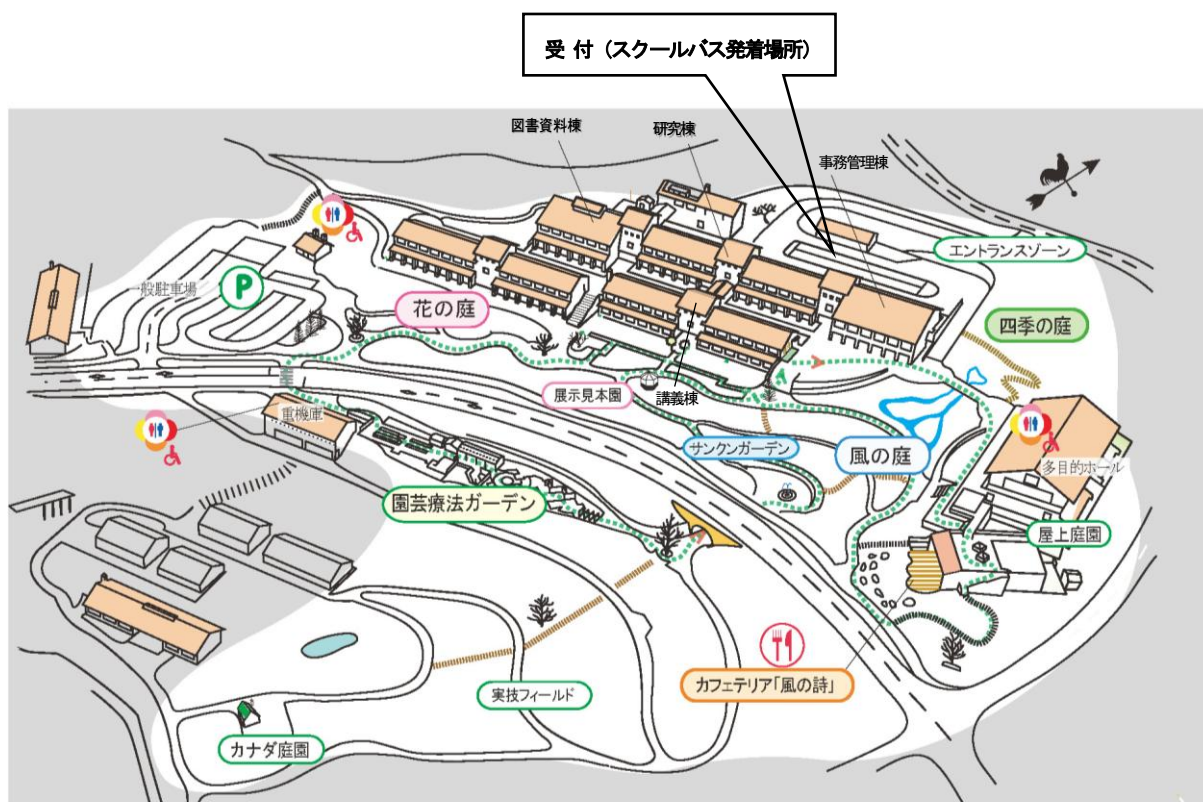 受 付（スクールバス発着場所）
図書資料棟
研究棟
事務管理棟
エントランスゾーン
一般駐車場
P
花の庭
四季の庭
展示見本園
講義棟
重機庫
サンクンガーデン
風の庭
多目的ホール
園芸療法ガーデン
屋上庭園
カフェテリア「風の詩」
実技フィールド
カナダ庭園